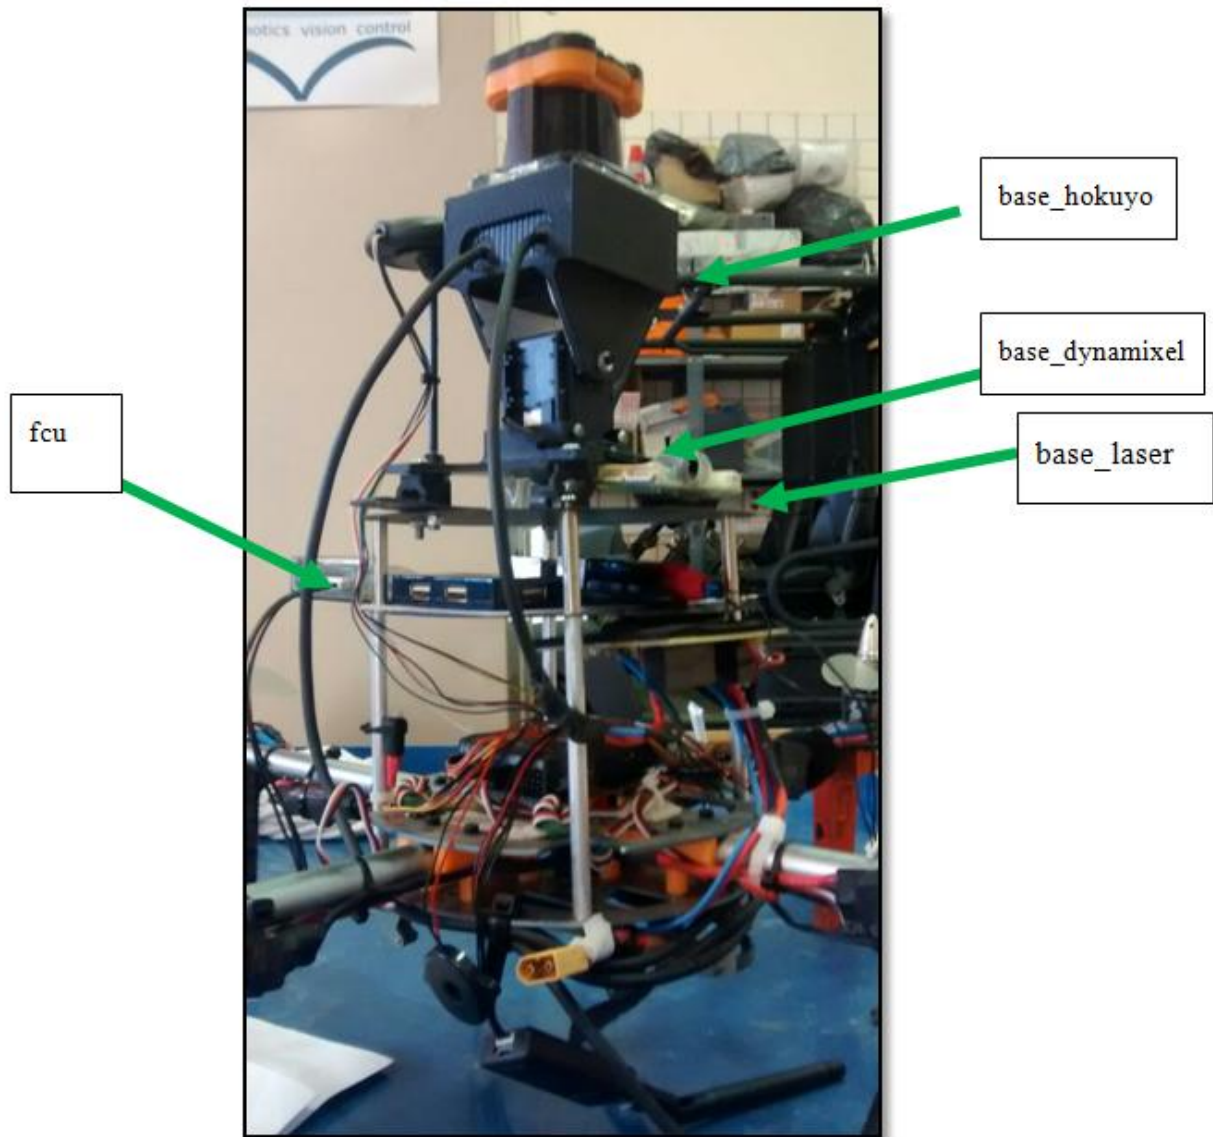 otics vision control
base_hokuyo
base_dynamixel
fcu
base_laser